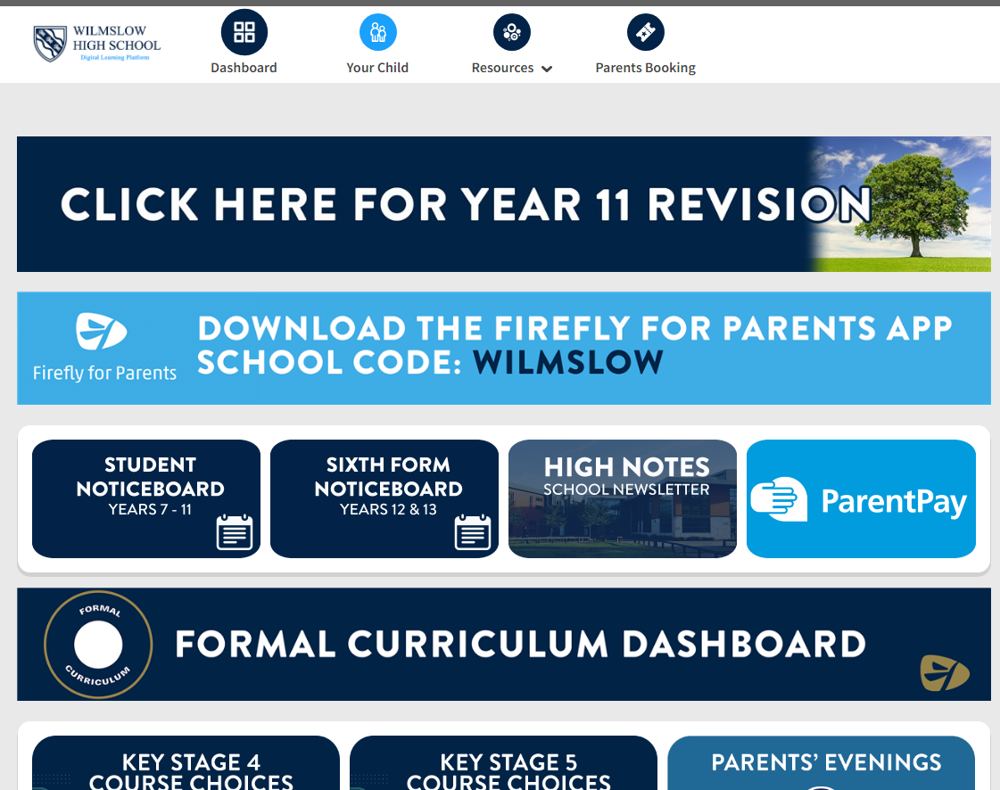 WILMSLOW
HIGH SCHOOL
Digital Learning Platform
Dashboard
Your Child
Resources
Parents Booking
CLICK HERE FOR YEAR 11 REVISION
DOWNLOAD THE FIREFLY FOR PARENTS APP
SCHOOL CODE: WILMSLOW
Firefly for Parents
STUDENT
NOTICEBOARD
YEARS 7 - 11
SIXTH FORM
NOTICEBOARD
YEARS 12 & 13
HIGH NOTES
SCHOOL NEWSLETTER
ParentPay
FORMAL
CURRICULUM
FORMAL CURRICULUM DASHBOARD
KEY STAGE 4
COURSE CHOICES
KEY STAGE 5
COURSE CHOICES
PARENTS' EVENINGS